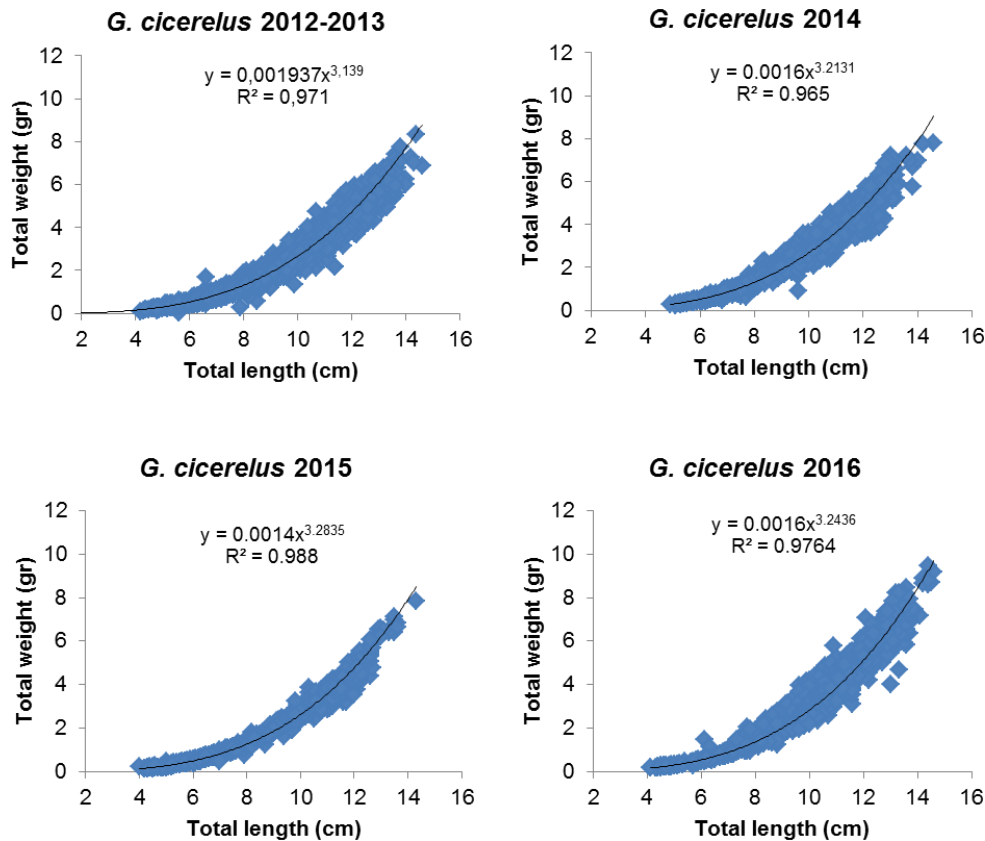 G. cicerelus 2012-2013
y = 0,001937x^3,139
R² = 0,971
Total weight (gr)
12
10
8
6
4
2
0
2 4 6 8 10 12 14 16
Total length (cm)
G. cicerelus 2014
y = 0.0016x^3.2131
R² = 0.965
Total weight (gr)
12
10
8
6
4
2
0
2 4 6 8 10 12 14 16
Total length (cm)
G. cicerelus 2015
y = 0.0014x^3.2835
R² = 0.988
Total weight (gr)
12
10
8
6
4
2
0
2 4 6 8 10 12 14 16
Total length (cm)
G. cicerelus 2016
y = 0.0016x^3.2436
R² = 0.9764
Total weight (gr)
12
10
8
6
4
2
0
2 4 6 8 10 12 14 16
Total length (cm)